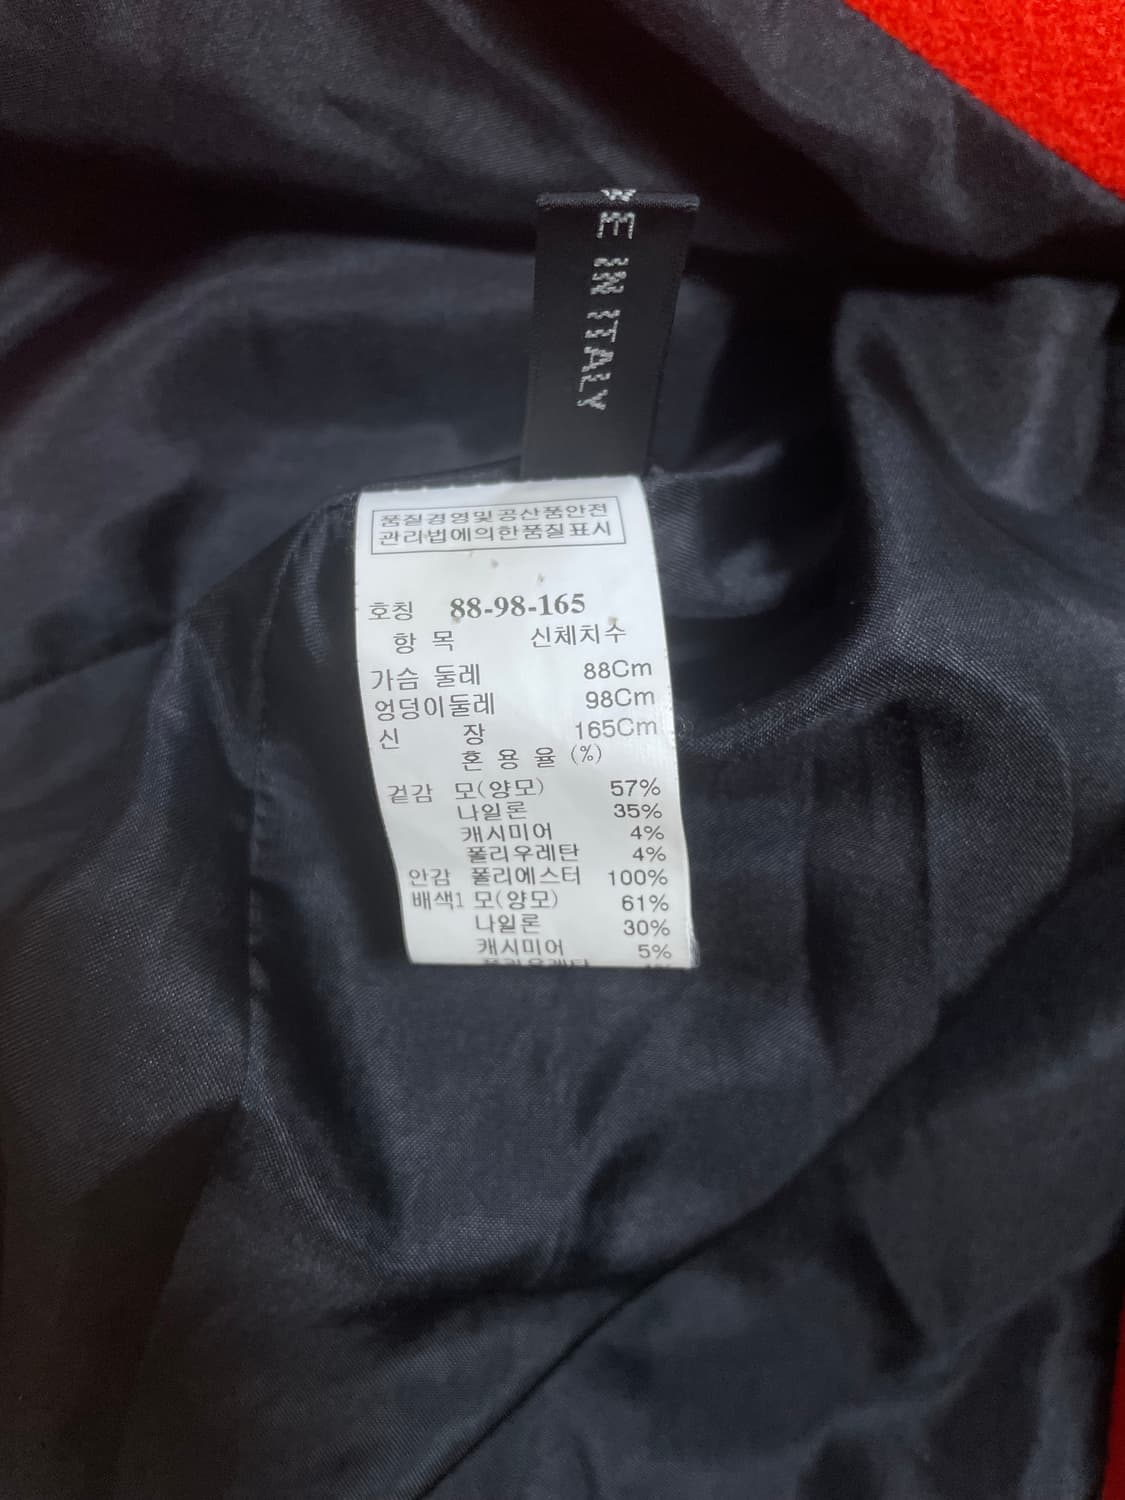 E IN ITALY
품질경영및공산품안전
관리법에의한품질표시
호칭 88-98-165
항 목 신체치수
가슴 둘레 88Cm
엉덩이둘레 98Cm
신 장 165Cm
혼 용 율 (%)
겉감 모(양모) 57%
나일론 35%
캐시미어 4%
폴리우레탄 4%
안감 폴리에스터 100%
배색1 모(양모) 61%
나일론 30%
캐시미어 5%